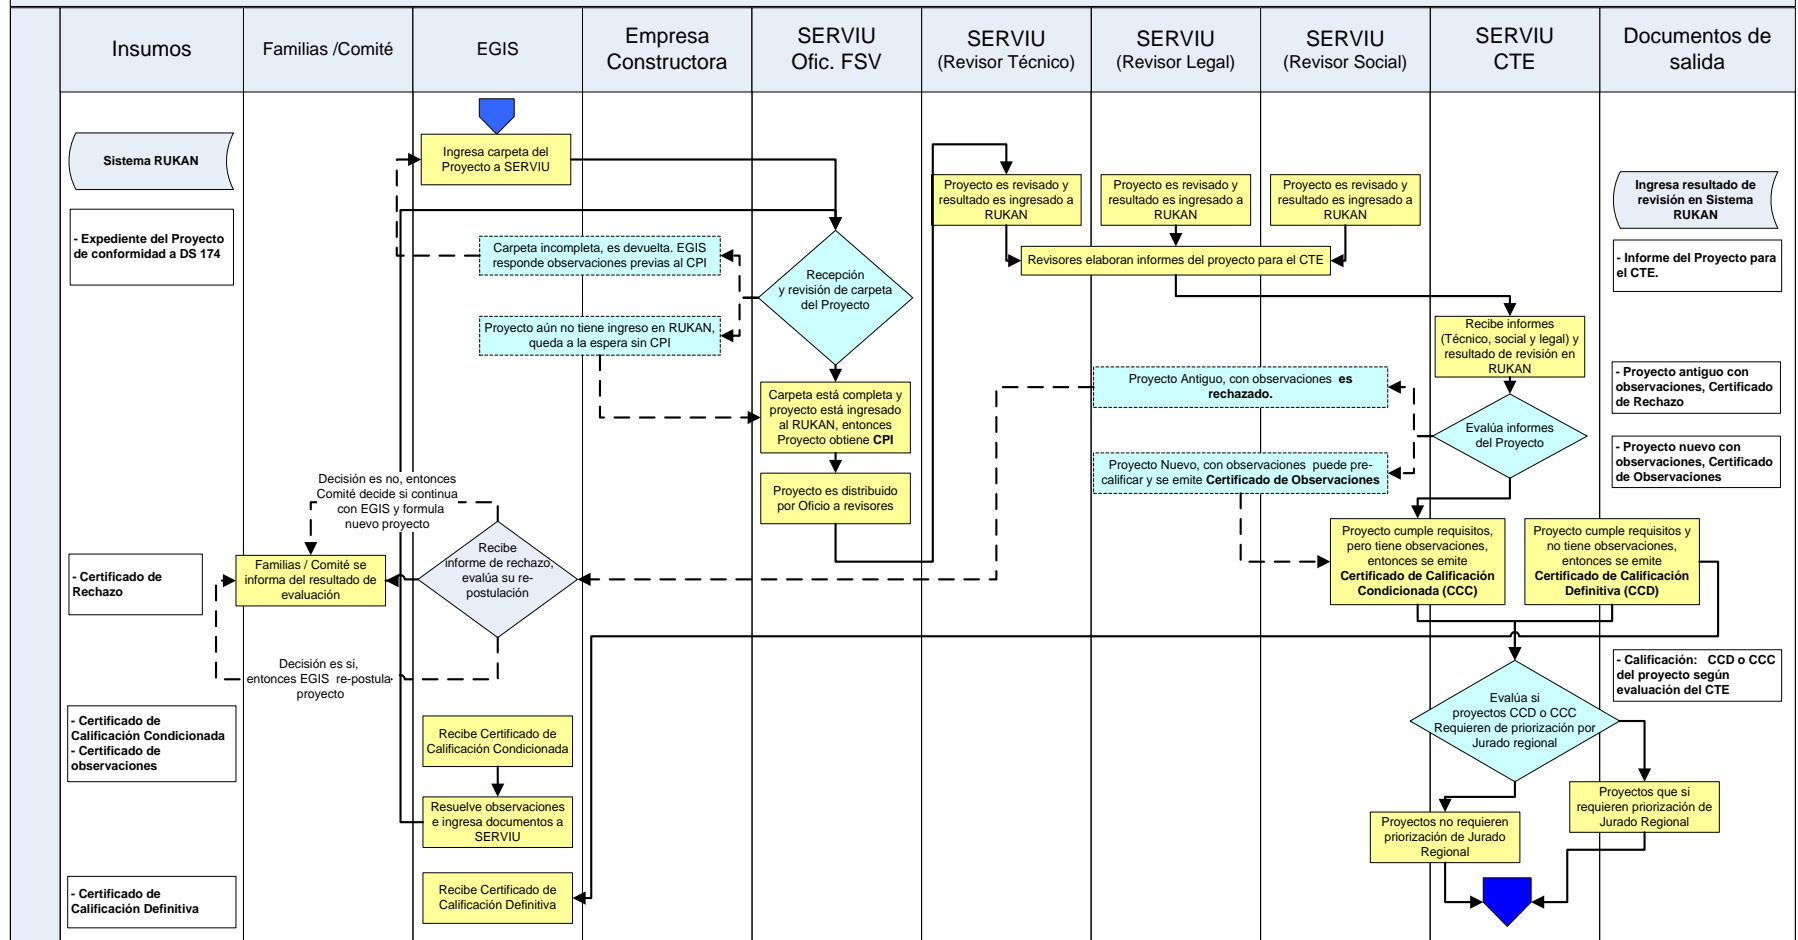 Insumos
Familias /Comité
EGIS
Empresa
Constructora
SERVIU
Ofic. FSV
SERVIU
(Revisor Técnico)
SERVIU
(Revisor Legal)
SERVIU
(Revisor Social)
SERVIU
CTE
Documentos de
salida
Sistema RUKAN
- Expediente del Proyecto
de conformidad a DS 174
- Certificado de
Rechazo
- Certificado de
Calificación Condicionada
- Certificado de
observaciones
- Certificado de
Calificación Definitiva
Decisión es no, entonces
Comité decide si continua
con EGIS y formula
nuevo proyecto
Familias / Comité se
informa del resultado de
evaluación
Decisión es si,
entonces EGIS re-postula
proyecto
Ingresa carpeta del
Proyecto a SERVIU
Carpeta incompleta, es devuelta. EGIS
responde observaciones previas al CPI
Proyecto aún no tiene ingreso en RUKAN,
queda a la espera sin CPI
Recibe
informe de rechazo,
evalúa su re-
postulación
Recibe Certificado de
Calificación Condicionada
Resuelve observaciones
e ingresa documentos a
SERVIU
Recibe Certificado de
Calificación Definitiva
Recepción
y revisión de carpeta
del Proyecto
Carpeta está completa y
proyecto está ingresado
al RUKAN, entonces
Proyecto obtiene CPI
Proyecto es distribuido
por Oficio a revisores
Proyecto es revisado y
resultado es ingresado a
RUKAN
Proyecto es revisado y
resultado es ingresado a
RUKAN
Proyecto es revisado y
resultado es ingresado a
RUKAN
Revisores elaboran informes del proyecto para el CTE
Proyecto Antiguo, con observaciones es
rechazado.
Proyecto Nuevo, con observaciones puede pre-
calificar y se emite Certificado de Observaciones
Recibe informes
(Técnico, social y legal) y
resultado de revisión en
RUKAN
Evalúa informes
del Proyecto
Proyecto cumple requisitos,
pero tiene observaciones,
entonces se emite
Certificado de Calificación
Condicionada (CCC)
Proyecto cumple requisitos y
no tiene observaciones,
entonces se emite
Certificado de Calificación
Definitiva (CCD)
Evalúa si
proyectos CCD o CCC
Requieren de priorización por
Jurado regional
Proyectos no requieren
priorización de Jurado
Regional
Proyectos que si
requieren priorización de
Jurado Regional
Ingresa resultado de
revisión en Sistema
RUKAN
- Informe del Proyecto para
el CTE.
- Proyecto antiguo con
observaciones, Certificado
de Rechazo
- Proyecto nuevo con
observaciones, Certificado
de Observaciones
- Calificación: CCD o CCC
del proyecto según
evaluación del CTE